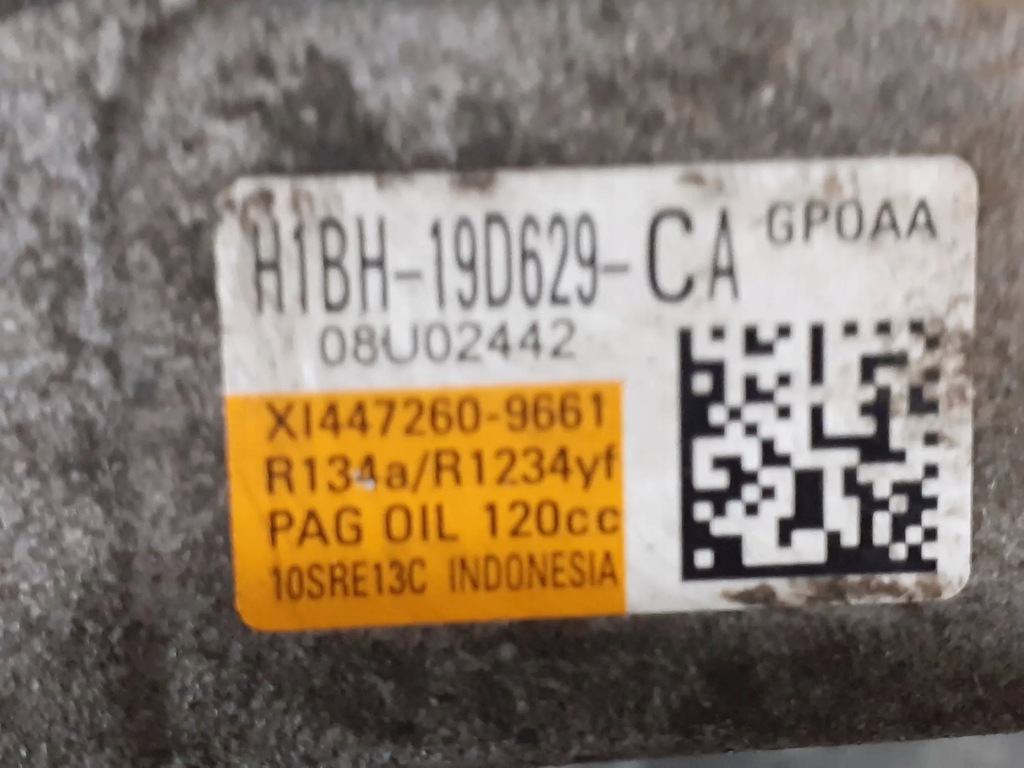 H1BH-19D629-CA GPOAA
08U02442
XI447260-9661
R134a/R1234yf
PAG OIL 120cc
10SRE13C INDONESIA